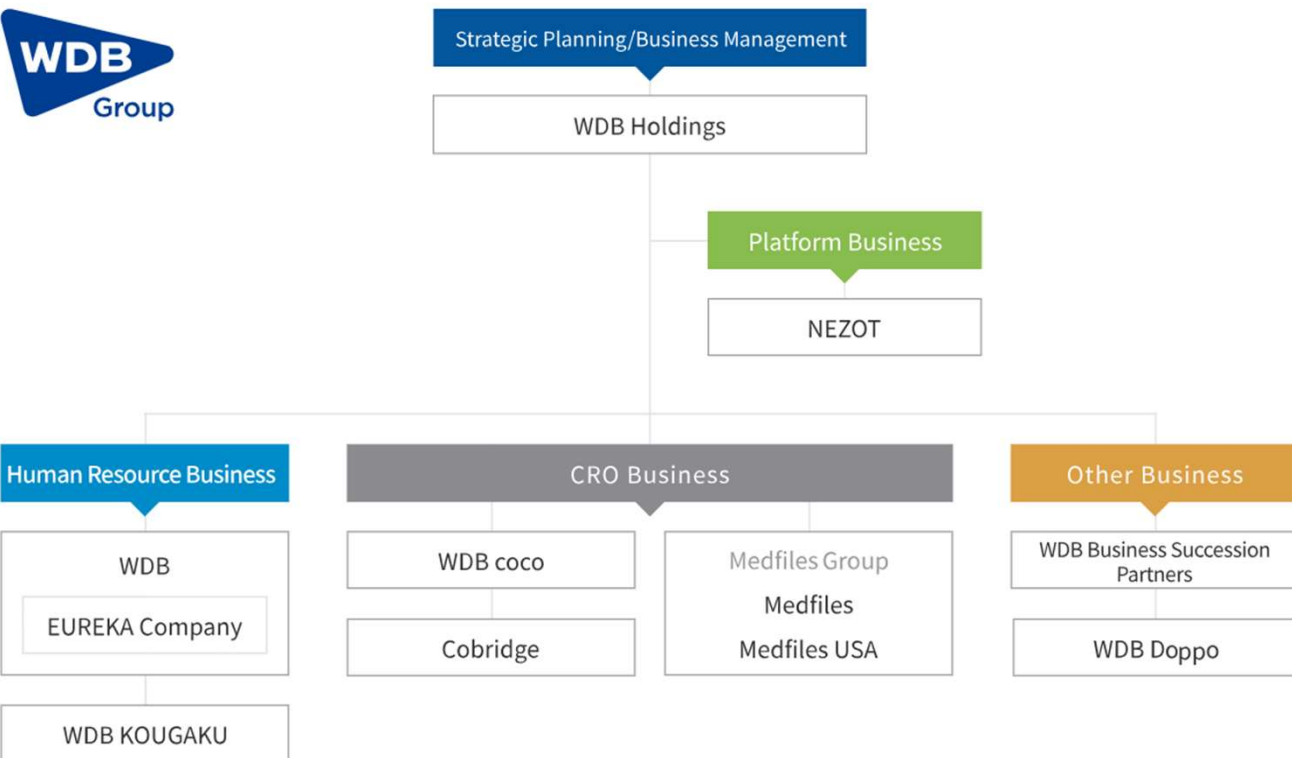 WDB
Group
Strategic Planning/Business Management
WDB Holdings
Platform Business
NEZOT
Human Resource Business
WDB
EUREKA Company
WDB KOUGAKU
CRO Business
WDB coco
Cobridge
Medfiles Group
Medfiles
Medfiles USA
Other Business
WDB Business Succession
Partners
WDB Doppo